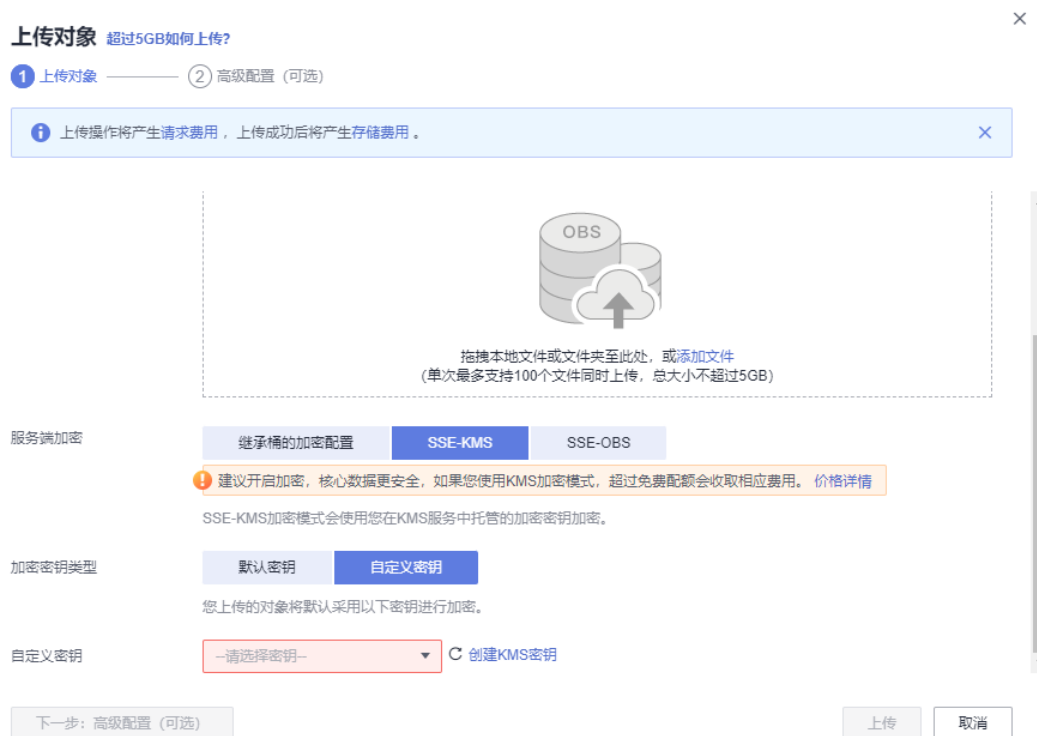 上传对象 超过5GB如何上传?
1 上传对象 2 高级配置（可选）
上传操作将产生请求费用，上传成功后将产生存储费用。
OBS
拖拽本地文件或文件夹至此处，或添加文件
(单次最多支持100个文件同时上传，总大小不超过5GB)
服务端加密 继承桶的加密配置 SSE-KMS SSE-OBS
建议开启加密，核心数据更安全，如果您使用KMS加密模式，超过免费配额会收取相应费用。 价格详情
SSE-KMS加密模式会使用您在KMS服务中托管的加密密钥加密。
加密密钥类型 默认密钥 自定义密钥
您上传的对象将默认采用以下密钥进行加密。
自定义密钥 --请选择密钥-- 创建KMS密钥
下一步：高级配置（可选） 上传 取消